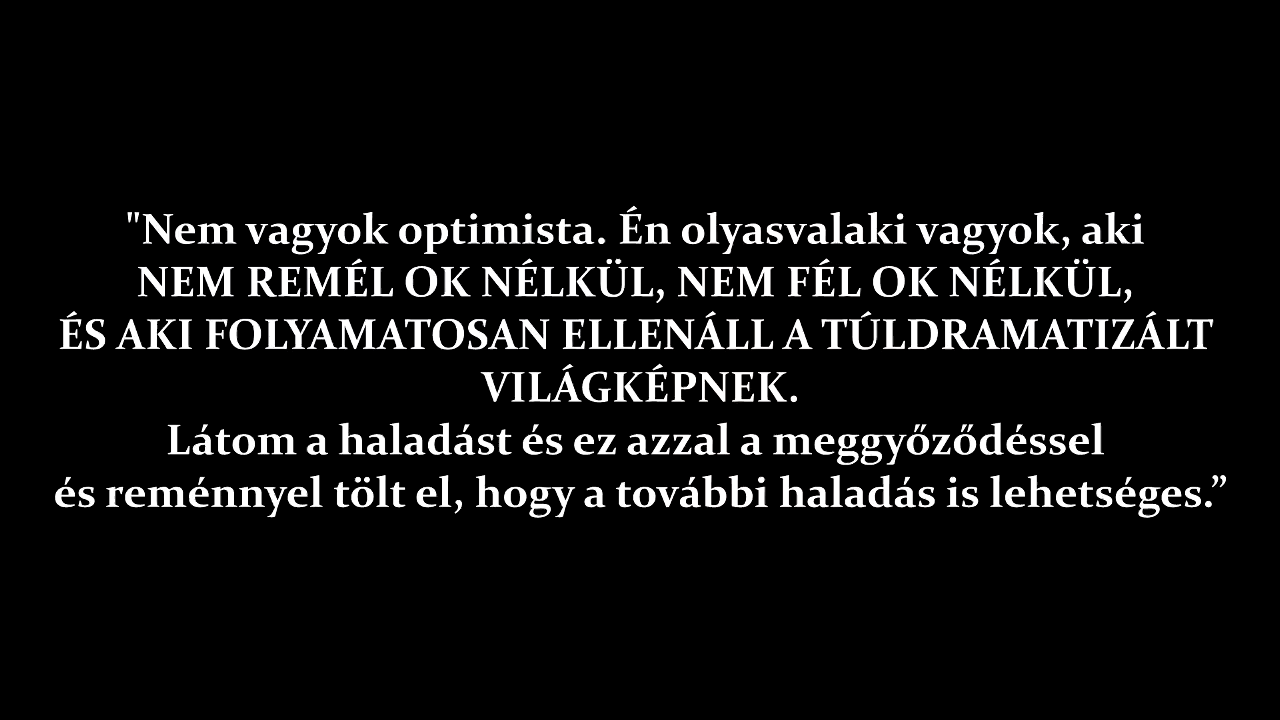 "Nem vagyok optimista. Én olyasvalaki vagyok, aki
NEM REMÉL OK NÉLKÜL, NEM FÉL OK NÉLKÜL,
ÉS AKI FOLYAMATOSAN ELLENÁLL A TÚLDRAMATIZÁLT
VILÁGKÉPNEK.
Látom a haladást és ez azzal a meggyőződéssel
és reménnyel tölt el, hogy a további haladás is lehetséges.”